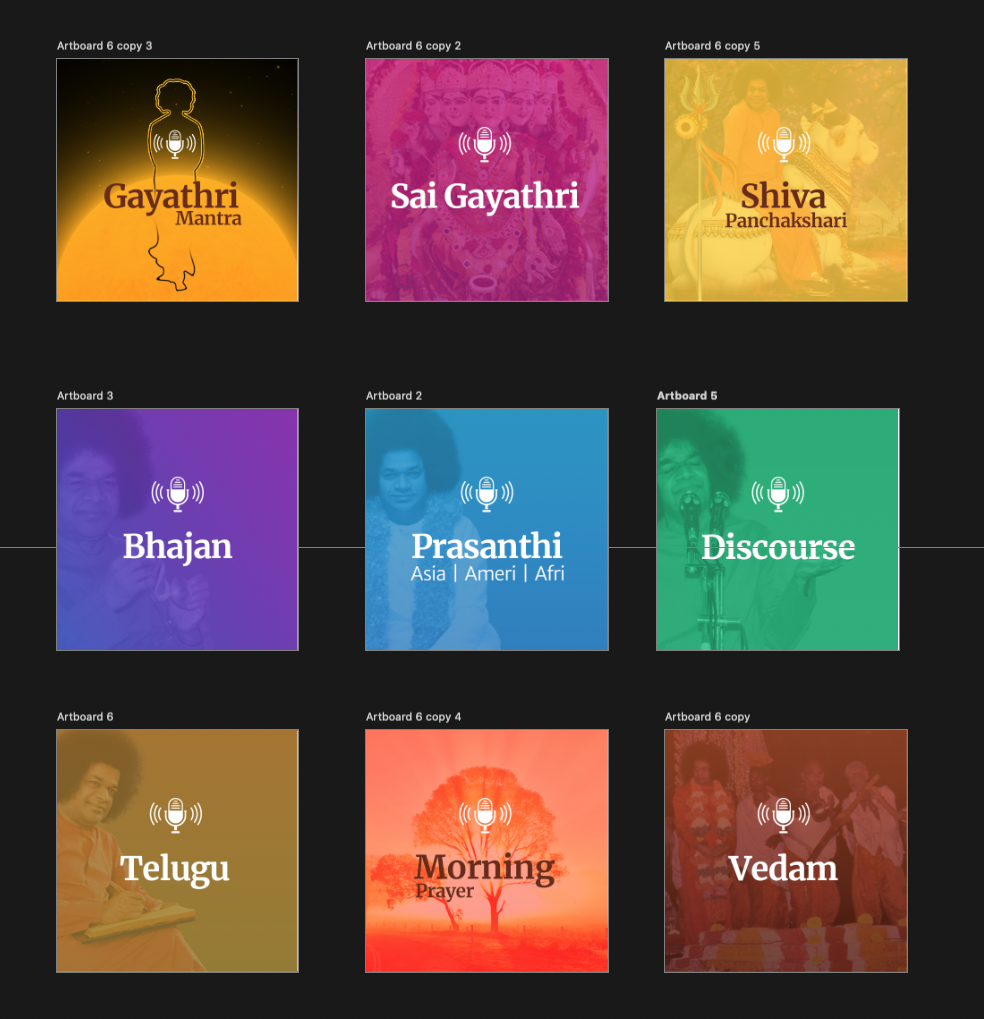 Artboard 6 copy 3
Artboard 6 copy 2
Artboard 6 copy 5
Gayathri
Mantra
Sai Gayathri
Shiva
Panchakshari
Artboard 3
Artboard 2
Artboard 5
Bhajan
Prasanthi
Asia | Ameri | Afri
Discourse
Artboard 6
Artboard 6 copy 4
Artboard 6 copy
Telugu
Morning
Prayer
Vedam